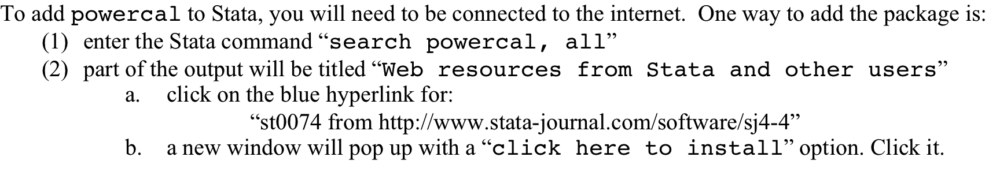 To add powercal to Stata, you will need to be connected to the internet.  One way to add the package is:
(1) enter the Stata command “search powercal, all”
(2) part of the output will be titled “Web resources from Stata and other users”
a. click on the blue hyperlink for:
“st0074 from http://www.stata-journal.com/software/sj4-4”
b. a new window will pop up with a “click here to install” option. Click it.